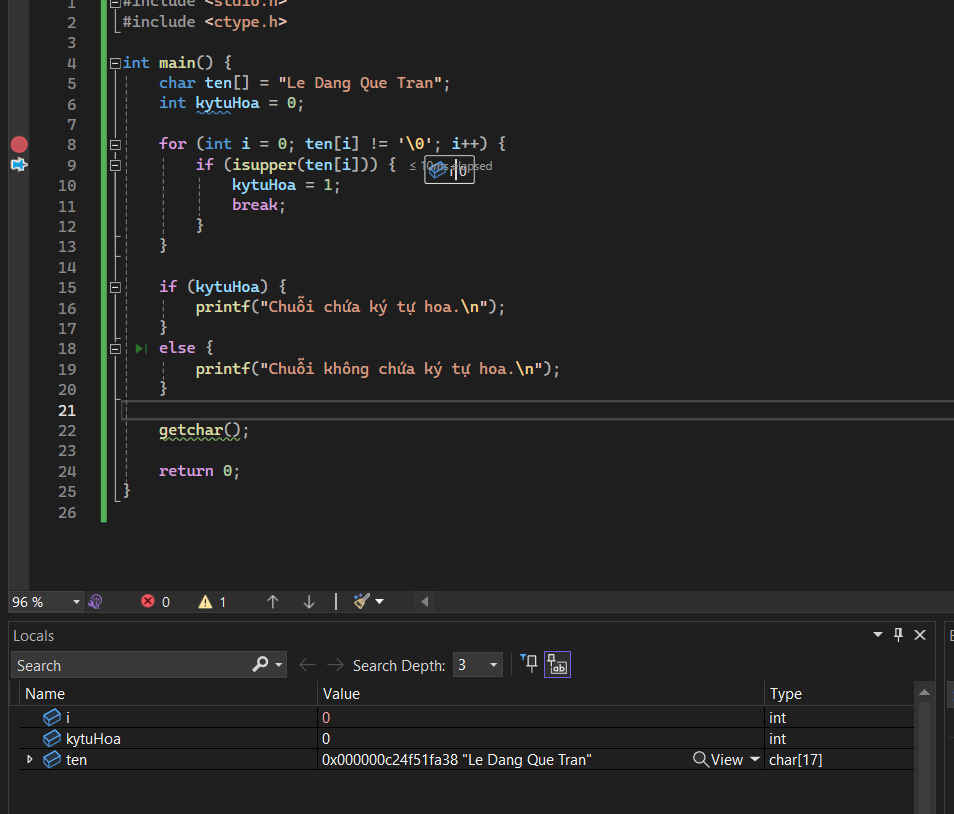 1 #include <stdio.h>
2 #include <ctype.h>
3
4 int main() {
5 char ten[] = "Le Dang Que Tran";
6 int kytuHoa = 0;
7
8 for (int i = 0; ten[i] != '\0'; i++) {
9 if (isupper(ten[i])) { ≤ 10ms elapsed
i 0
10 kytuHoa = 1;
11 break;
12 }
13 }
14
15 if (kytuHoa) {
16 printf("Chuỗi chứa ký tự hoa.\n");
17 }
18 else {
19 printf("Chuỗi không chứa ký tự hoa.\n");
20 }
21
22 getchar();
23
24 return 0;
25 }
26
96 % 0 1
Locals
Search Search Depth: 3
Name Value Type
i 0 int
kytuHoa 0 int
ten 0x000000c24f51fa38 "Le Dang Que Tran" View char[17]